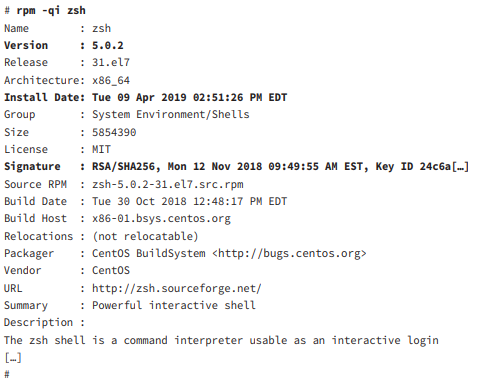 # rpm -qi zsh
Name        : zsh
Version     : 5.0.2
Release     : 31.el7
Architecture: x86_64
Install Date: Tue 09 Apr 2019 02:51:26 PM EDT
Group       : System Environment/Shells
Size        : 5854390
License     : MIT
Signature   : RSA/SHA256, Mon 12 Nov 2018 09:49:55 AM EST, Key ID 24c6a[…]
Source RPM  : zsh-5.0.2-31.el7.src.rpm
Build Date  : Tue 30 Oct 2018 12:48:17 PM EDT
Build Host  : x86-01.bsys.centos.org
Relocations : (not relocatable)
Packager    : CentOS BuildSystem <http://bugs.centos.org>
Vendor      : CentOS
URL         : http://zsh.sourceforge.net/
Summary     : Powerful interactive shell
Description :
The zsh shell is a command interpreter usable as an interactive login
[…]
#